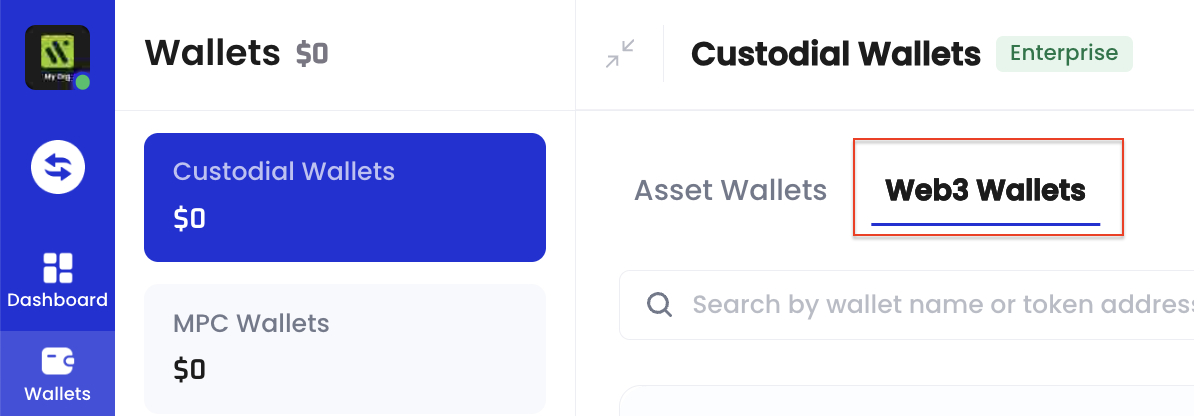 My Org
Dashboard
Wallets
Wallets $0
Custodial Wallets
$0
MPC Wallets
$0
Custodial Wallets Enterprise
Asset Wallets Web3 Wallets
Search by wallet name or token address